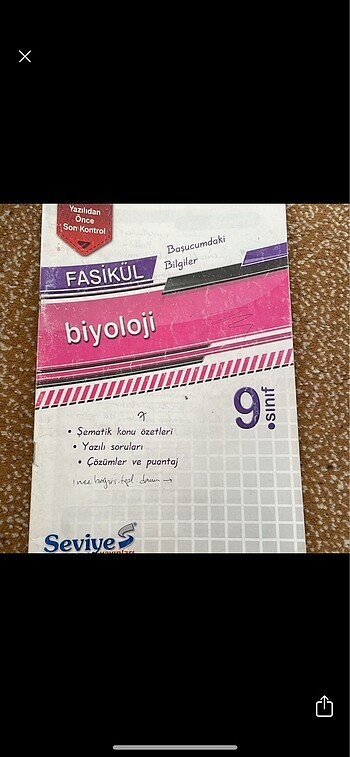 Yazılıdan
Önce
Son Kontrol
Başucumdaki
Bilgiler
FASİKÜL
biyoloji
9.sınıf
• Şematik konu özetleri
• Yazılı soruları
• Çözümler ve puantaj
Seviye
yayınları